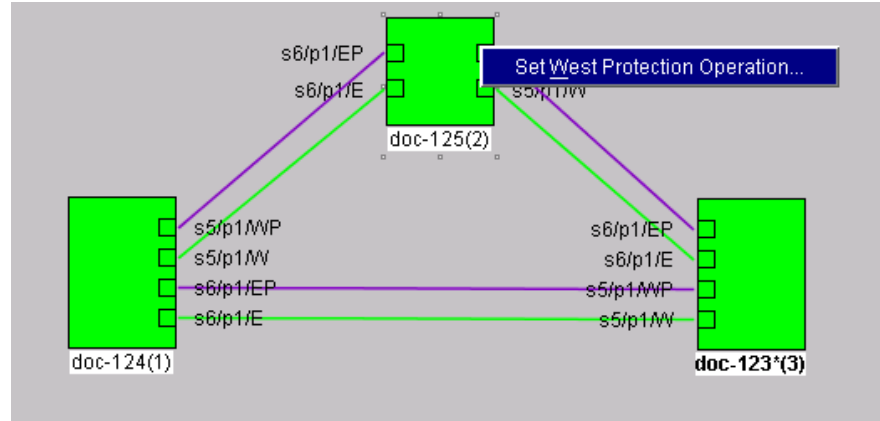 s6/p1/EP
Set West Protection Operation...
s6/p1/E
s5/p1/W
doc-125(2)
s5/p1/WP
s6/p1/EP
s5/p1/W
s6/p1/E
s6/p1/EP
s5/p1/WP
s6/p1/E
s5/p1/W
doc-124(1)
doc-123*(3)